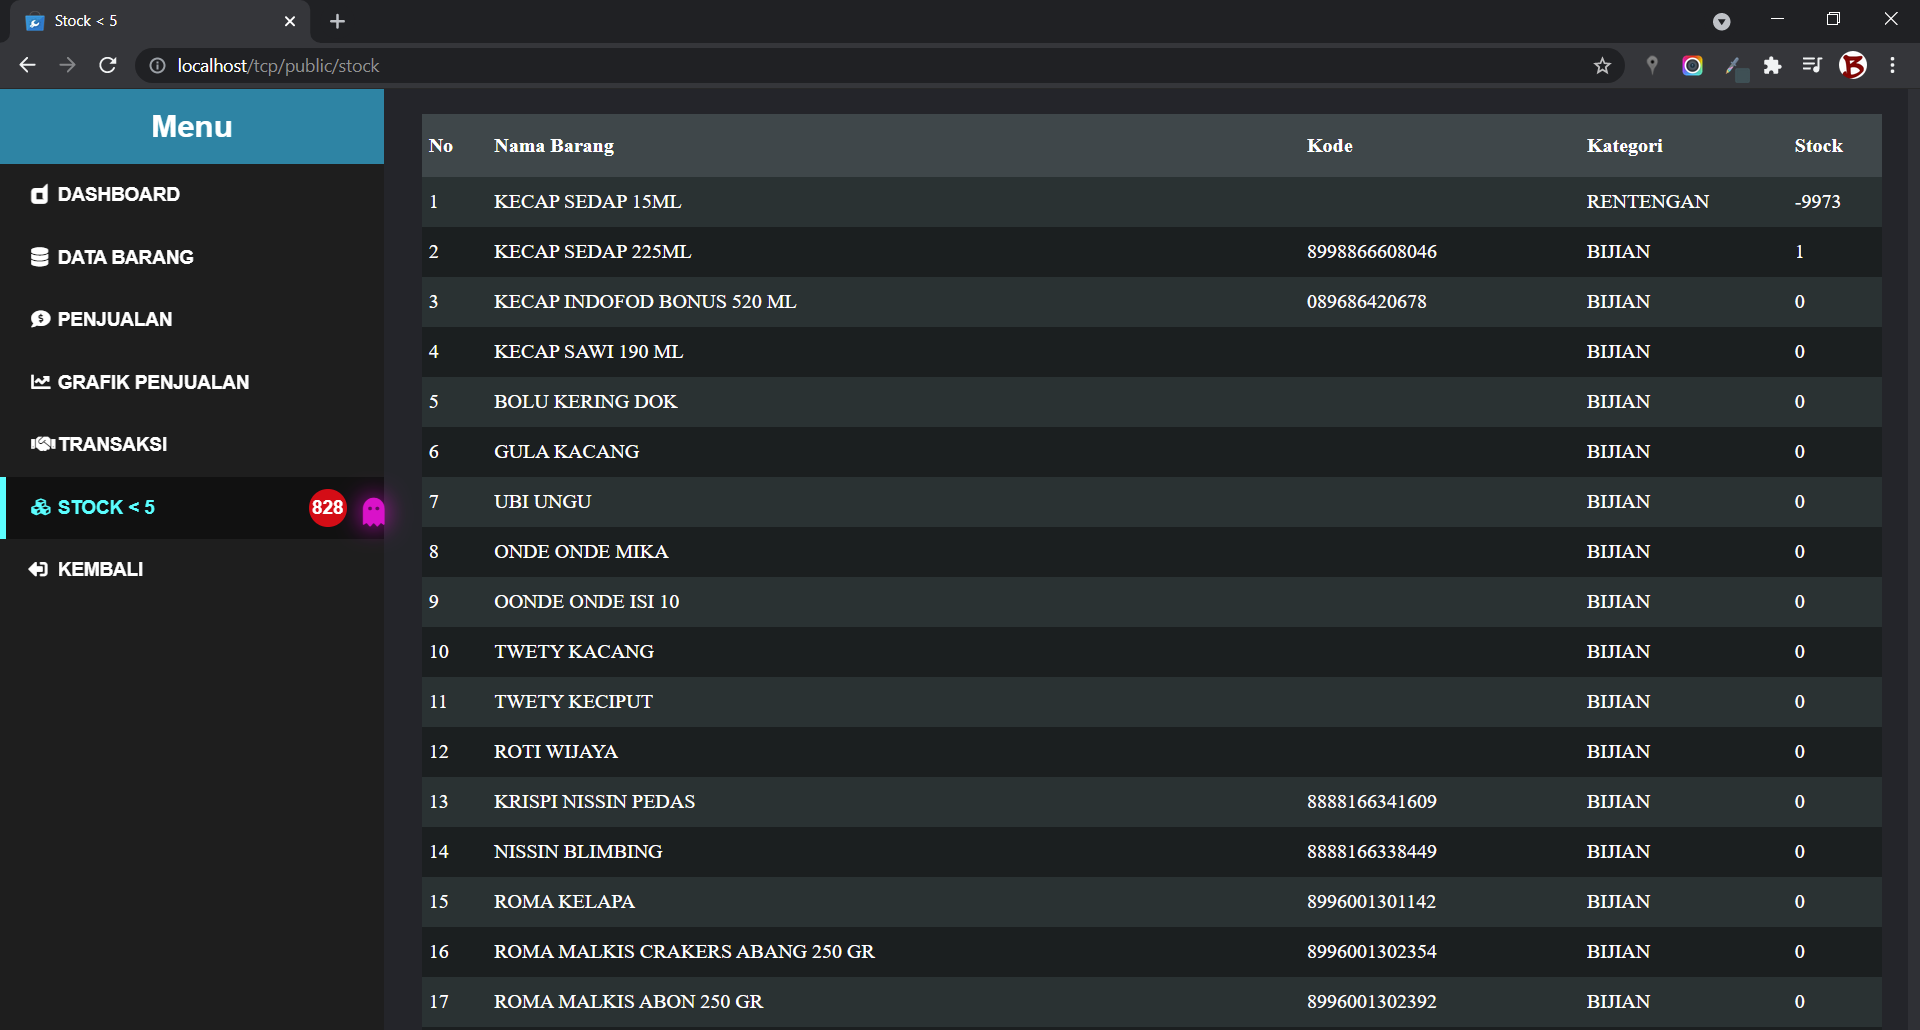 Stock < 5
localhost/tcp/public/stock
Menu
DASHBOARD
DATA BARANG
PENJUALAN
GRAFIK PENJUALAN
TRANSAKSI
STOCK < 5 828
KEMBALI
No Nama Barang Kode Kategori Stock
1 KECAP SEDAP 15ML RENTENGAN -9973
2 KECAP SEDAP 225ML 8998866608046 BIJIAN 1
3 KECAP INDOFOD BONUS 520 ML 089686420678 BIJIAN 0
4 KECAP SAWI 190 ML BIJIAN 0
5 BOLU KERING DOK BIJIAN 0
6 GULA KACANG BIJIAN 0
7 UBI UNGU BIJIAN 0
8 ONDE ONDE MIKA BIJIAN 0
9 OONDE ONDE ISI 10 BIJIAN 0
10 TWETY KACANG BIJIAN 0
11 TWETY KECIPUT BIJIAN 0
12 ROTI WIJAYA BIJIAN 0
13 KRISPI NISSIN PEDAS 8888166341609 BIJIAN 0
14 NISSIN BLIMBING 8888166338449 BIJIAN 0
15 ROMA KELAPA 8996001301142 BIJIAN 0
16 ROMA MALKIS CRAKERS ABANG 250 GR 8996001302354 BIJIAN 0
17 ROMA MALKIS ABON 250 GR 8996001302392 BIJIAN 0